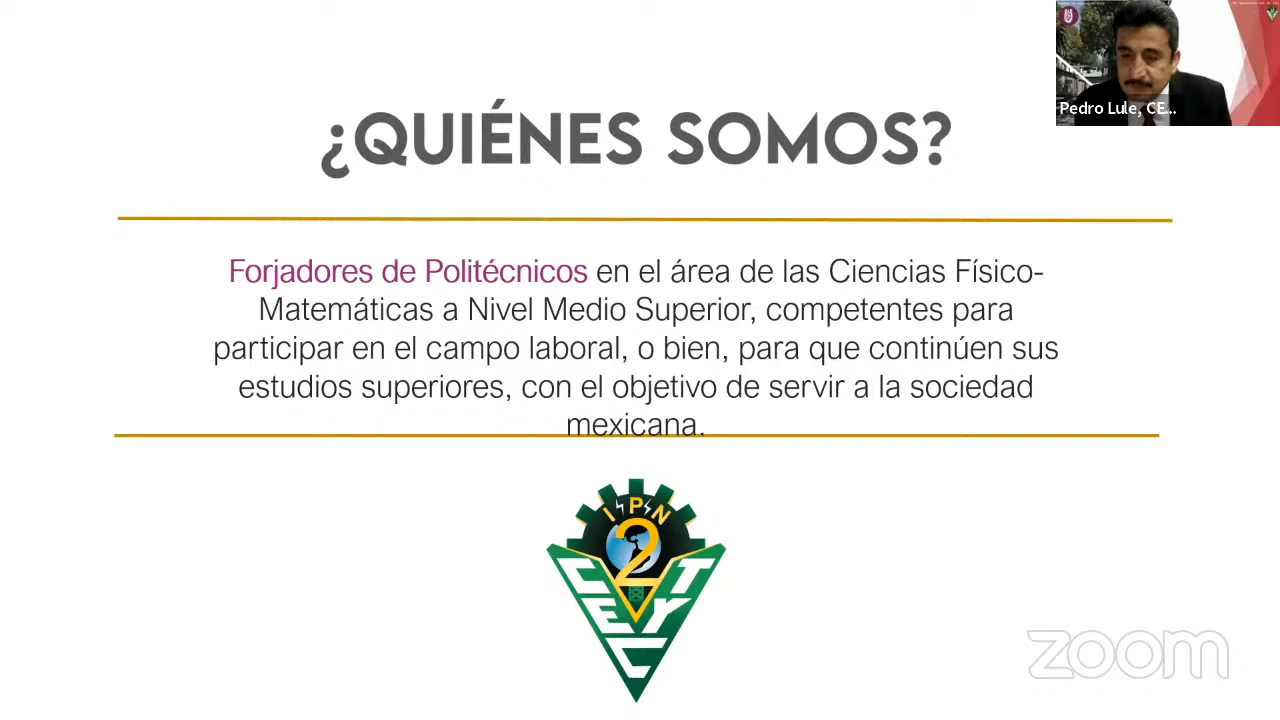 ¿QUIÉNES SOMOS?
Pedro Lule, CE...
Forjadores de Politécnicos en el área de las Ciencias Físico-
Matemáticas a Nivel Medio Superior, competentes para
participar en el campo laboral, o bien, para que continúen sus
estudios superiores, con el objetivo de servir a la sociedad
mexicana.
I P N
2
CECYT
zoom